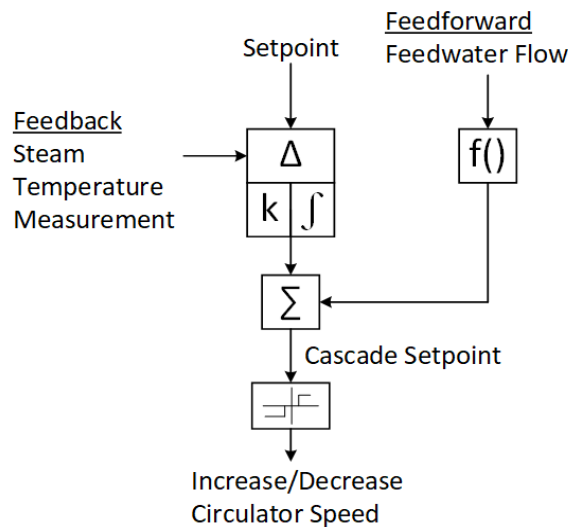 Feedforward
Setpoint
Feedwater Flow
Feedback
Steam
Temperature
Measurement
Δ
f()
k ∫
Σ
Cascade Setpoint
Increase/Decrease
Circulator Speed